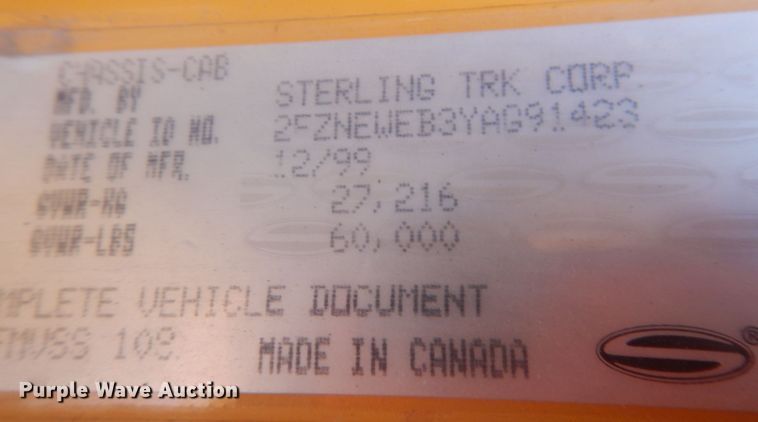 CHASSIS-CAB
MFD. BY STERLING TRK CORP
VEHICLE ID NO. 2FZNEWEB3YAG91423
DATE OF MFR. 12/99
GVWR-KG 27,216
GVWR-LBS 60,000
MPLETE VEHICLE DOCUMENT
FMVSS 108.
MADE IN CANADA
®
Purple Wave Auction